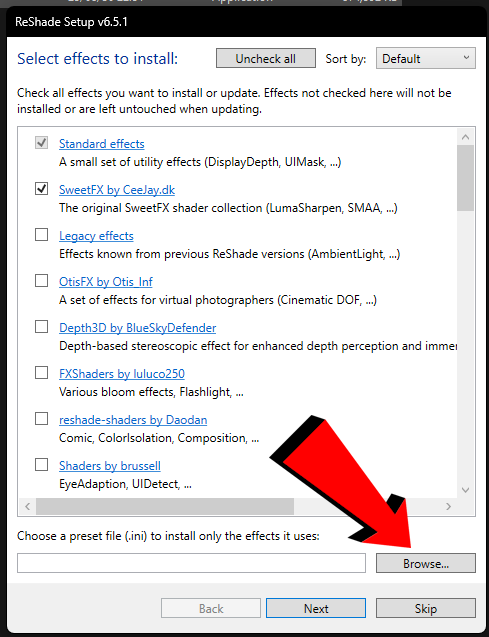 ReShade Setup v6.5.1
Select effects to install:
Uncheck all
Sort by:
Default
Check all effects you want to install or update. Effects not checked here will not be
installed or are left untouched when updating.
Standard effects
A small set of utility effects (DisplayDepth, UIMask, ...)
SweetFX by CeeJay.dk
The original SweetFX shader collection (LumaSharpen, SMAA, ...)
Legacy effects
Effects known from previous ReShade versions (AmbientLight, ...)
OtisFX by Otis_Inf
A set of effects for virtual photographers (Cinematic DOF, ...)
Depth3D by BlueSkyDefender
Depth-based stereoscopic effect for enhanced depth perception and immer
FXShaders by luluco250
Various bloom effects, Flashlight, ...
reshade-shaders by Daodan
Comic, ColorIsolation, Composition, ...
Shaders by brussell
EyeAdaption, UIDetect, ...
Choose a preset file (.ini) to install only the effects it uses:
Browse...
Back
Next
Skip